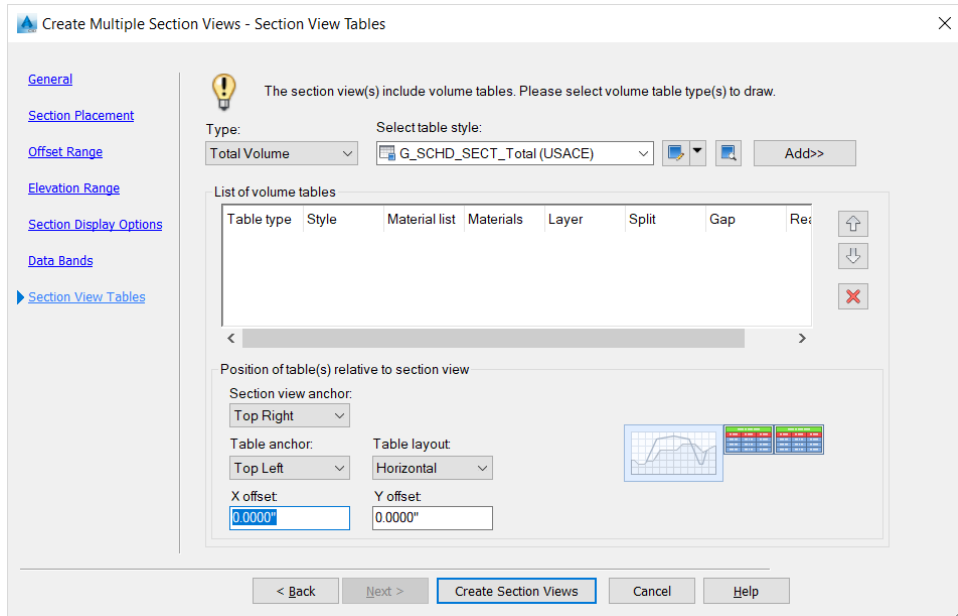 Create Multiple Section Views - Section View Tables
General
Section Placement
Offset Range
Elevation Range
Section Display Options
Data Bands
Section View Tables
The section view(s) include volume tables. Please select volume table type(s) to draw.
Type:
Select table style:
Total Volume
G_SCHD_SECT_Total (USACE)
Add>>
List of volume tables
Table type Style Material list Materials Layer Split Gap Rea
Position of table(s) relative to section view
Section view anchor:
Top Right
Table anchor:
Table layout:
Top Left
Horizontal
X offset:
Y offset:
0.0000"
0.0000"
< Back
Next >
Create Section Views
Cancel
Help